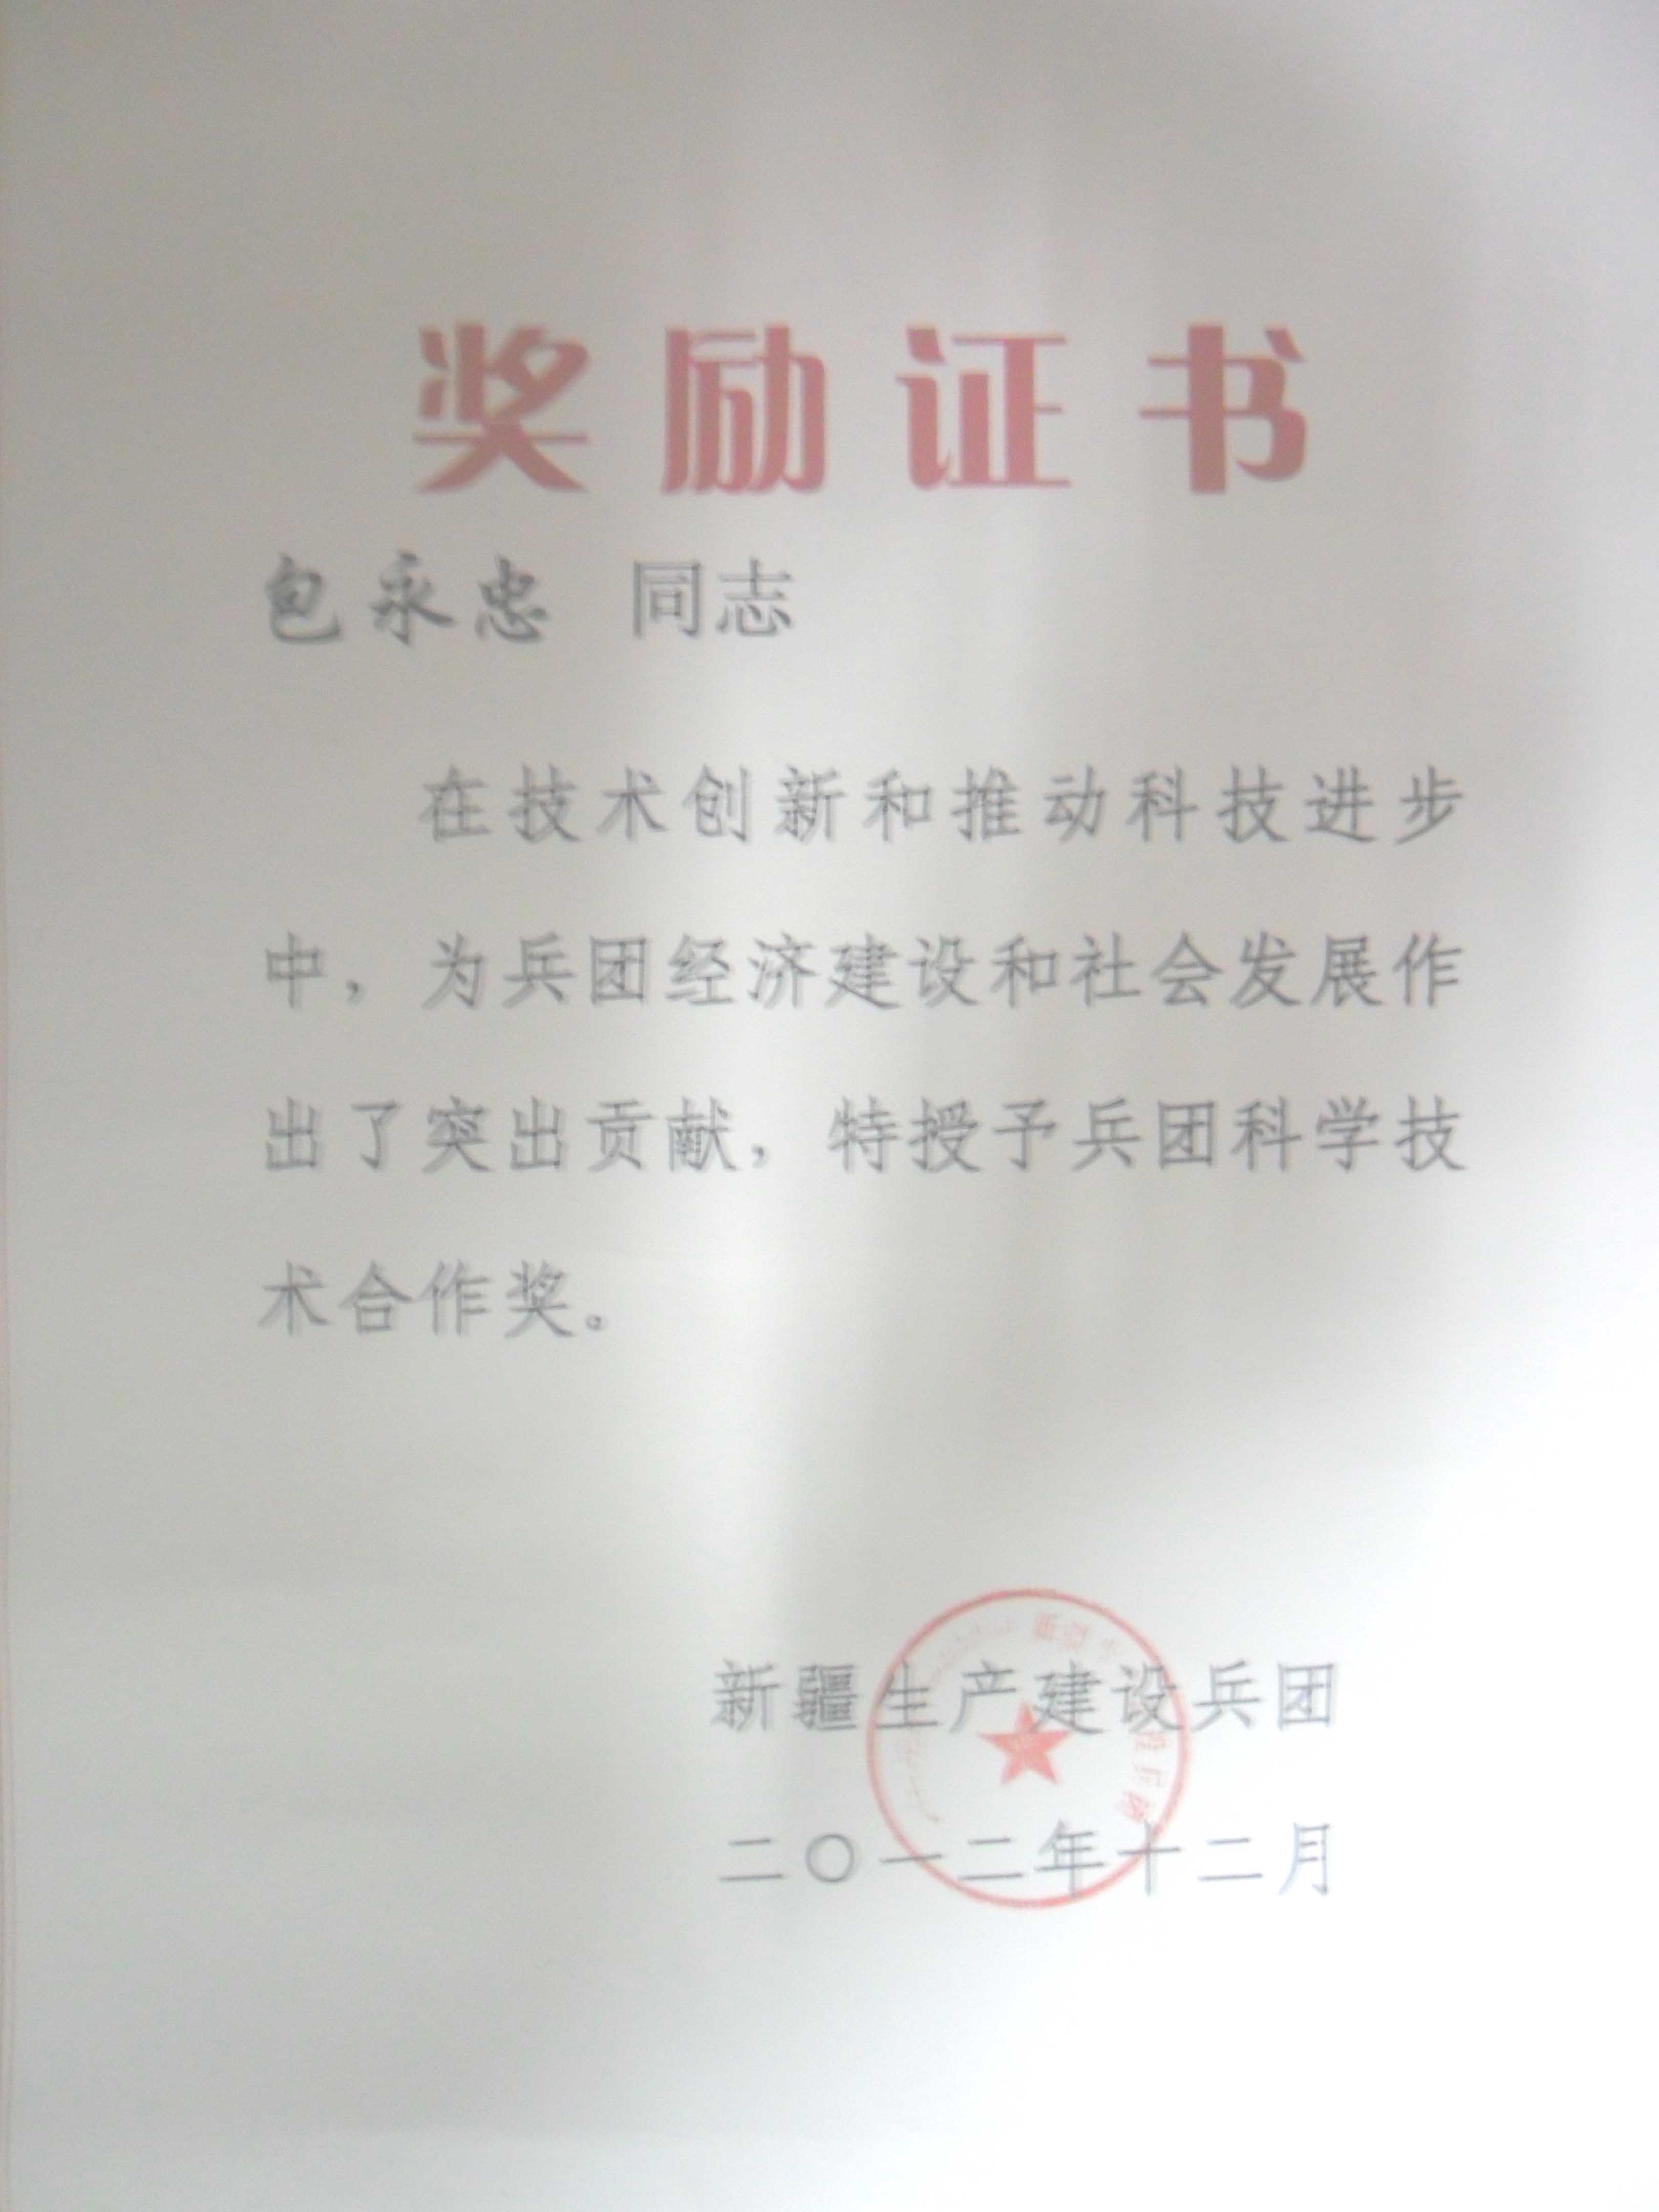 奖励证书
包永忠 同志
在技术创新和推动科技进步
中，为兵团经济建设和社会发展作
出了突出贡献，特授予兵团科学技
术合作奖。
新疆生产建设兵团
二〇一二年十二月